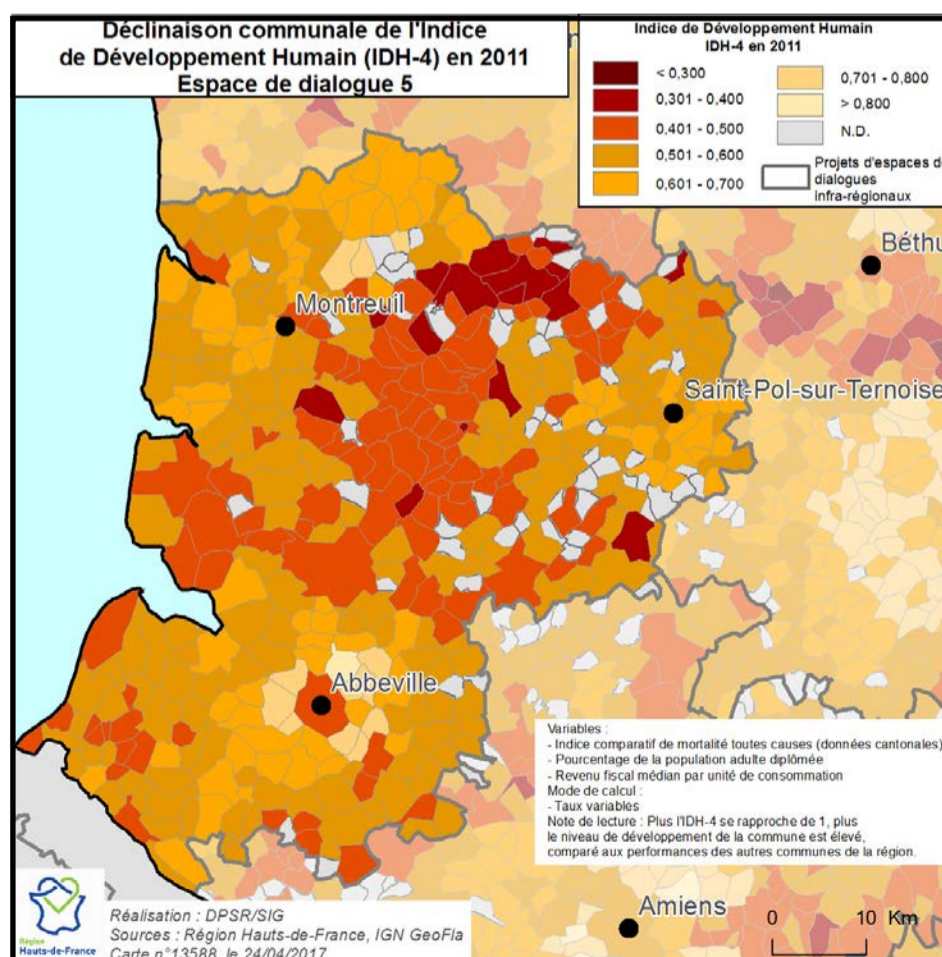 Déclinaison communale de l'Indice
de Développement Humain (IDH-4) en 2011
Espace de dialogue 5
Indice de Développement Humain
IDH-4 en 2011
< 0,300
0,301 - 0,400
0,401 - 0,500
0,501 - 0,600
0,601 - 0,700
0,701 - 0,800
> 0,800
N.D.
Projets d'espaces de
dialogues
infra-régionaux
Béthu
Montreuil
Saint-Pol-sur-Ternoise
Abbeville
Variables :
- Indice comparatif de mortalité toutes causes (données cantonales)
- Pourcentage de la population adulte diplômée
- Revenu fiscal médian par unité de consommation
Mode de calcul :
- Taux variables
Note de lecture : Plus l'IDH-4 se rapproche de 1, plus
le niveau de développement de la commune est élevé,
comparé aux performances des autres communes de la région.
Amiens
0 10 Km
Région
Hauts-de-France
Réalisation : DPSR/SIG
Sources : Région Hauts-de-France, IGN GeoFla
Carte n°13588, le 24/04/2017